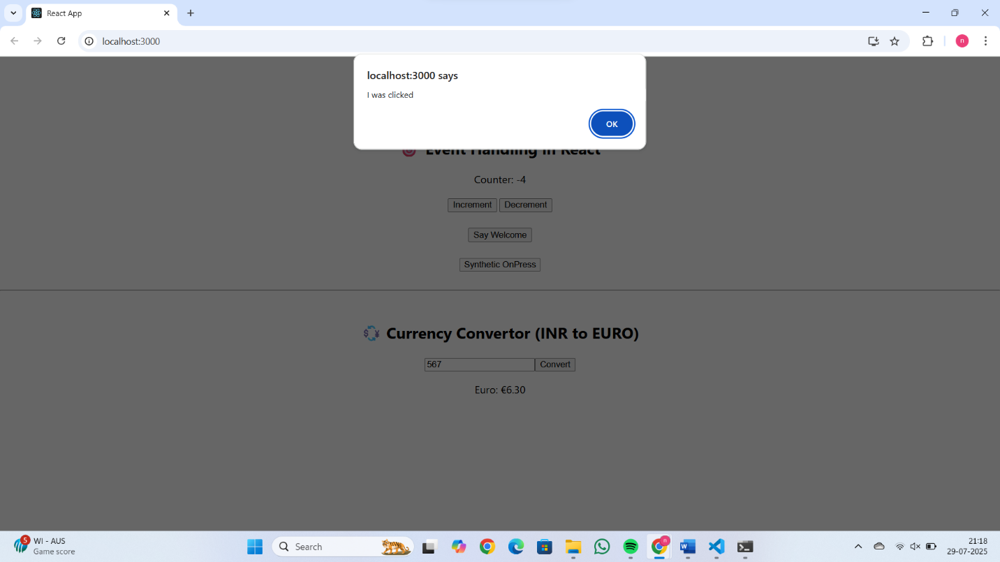 React App
localhost:3000
n
localhost:3000 says
I was clicked
OK
Event Handling in React
Counter: -4
Increment Decrement
Say Welcome
Synthetic OnPress
Currency Convertor (INR to EURO)
567 Convert
Euro: €6.30
5
WI - AUS
Game score
Search
n
21:18
29-07-2025